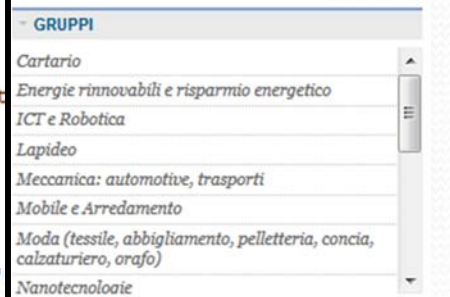 GRUPPI
Cartario
Energie rinnovabili e risparmio energetico
ICT e Robotica
Lapideo
Meccanica: automotive, trasporti
Mobile e Arredamento
Moda (tessile, abbigliamento, pelletteria, concia,
calzaturiero, orafo)
Nanotecnologie